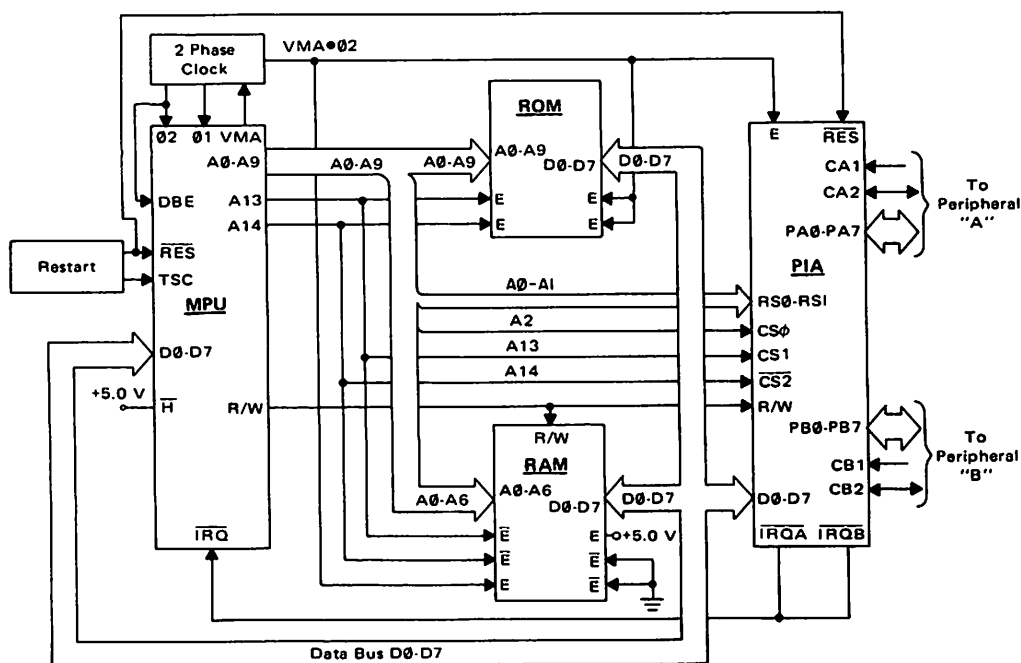 2 Phase
Clock
VMA●Ø2
Ø2 Ø1 VMA
A0-A9
A13
A14
DBE
RES
TSC
MPU
D0-D7
+5.0 V
H
R/W
IRQ
Restart
A0-A9
A0-A9
ROM
A0-A9
D0-D7
E
E
E
E
D0-D7
A0-A1
A2
A13
A14
R/W
RAM
A0-A6
A0-A6
D0-D7
D0-D7
E
E
E
E
+5.0 V
E
E
E
RES
CA1
CA2
PA0-PA7
PIA
RS0-RS1
CSϕ
CS1
CS2
R/W
PB0-PB7
CB1
CB2
D0-D7
IRQA IRQB
To
Peripheral
"A"
To
Peripheral
"B"
Data Bus D0-D7